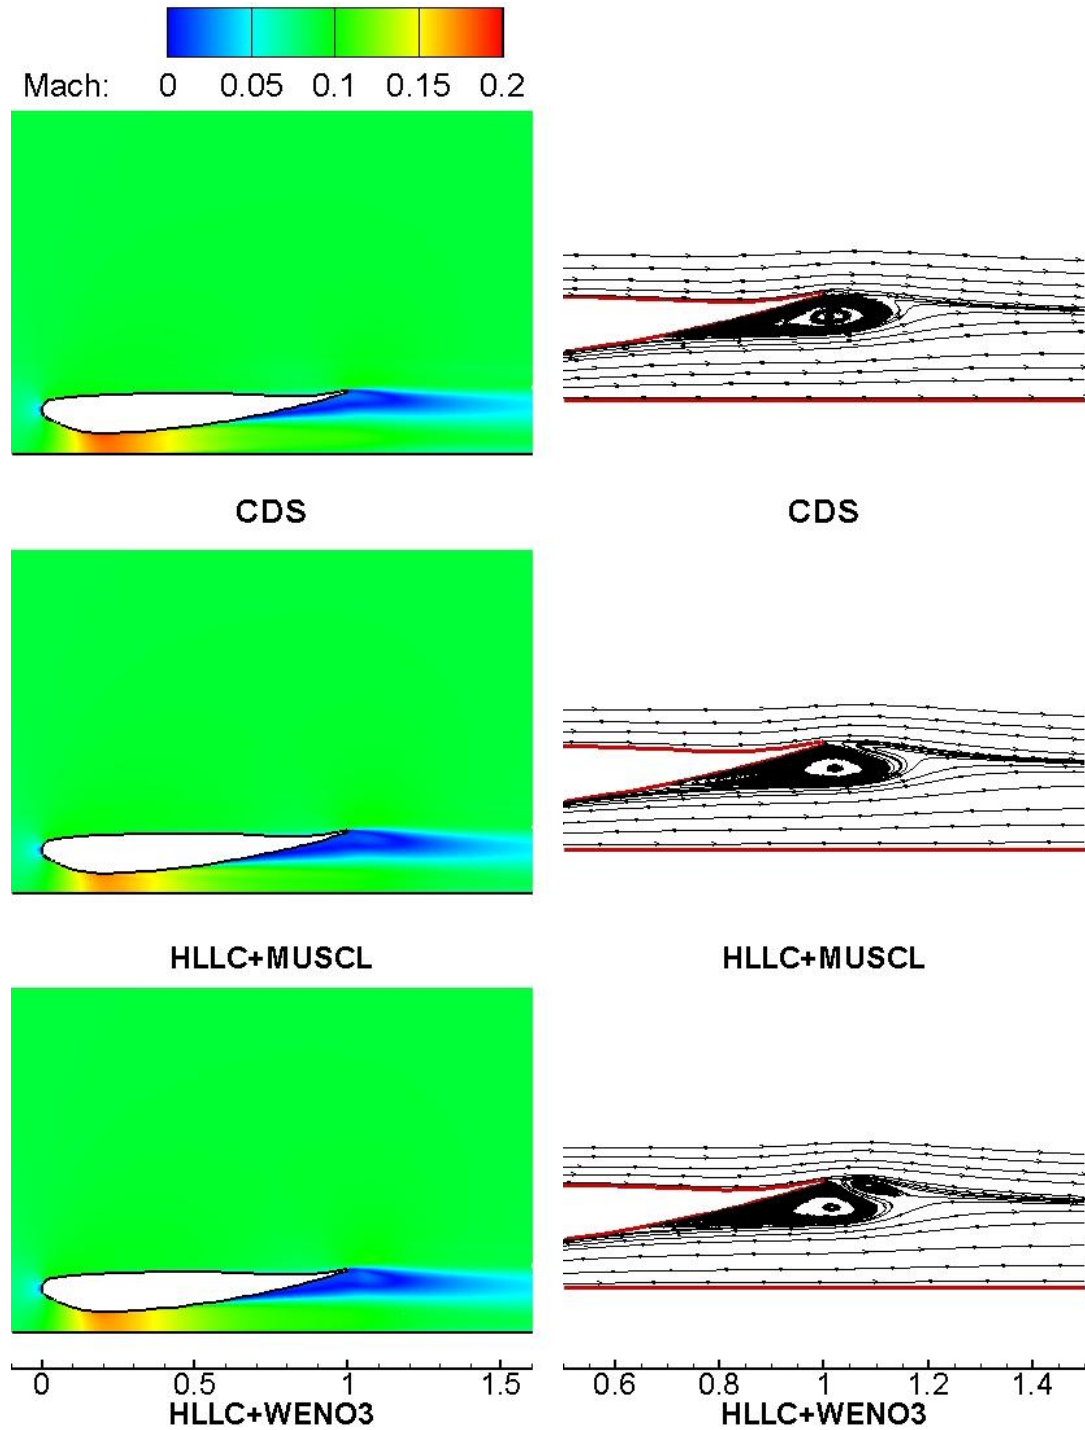 Mach: 0 0.05 0.1 0.15 0.2
CDS CDS
HLLC+MUSCL HLLC+MUSCL
0 0.5 1 1.5 0.6 0.8 1 1.2 1.4
HLLC+WENO3 HLLC+WENO3